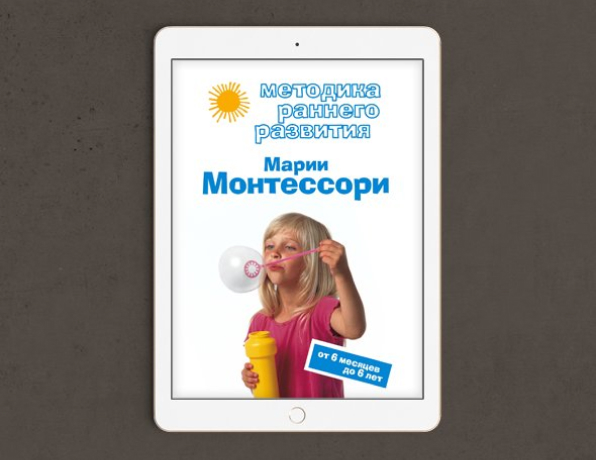 методика
раннего
развития
Марии
Монтессори
от 6 месяцев
до 6 лет